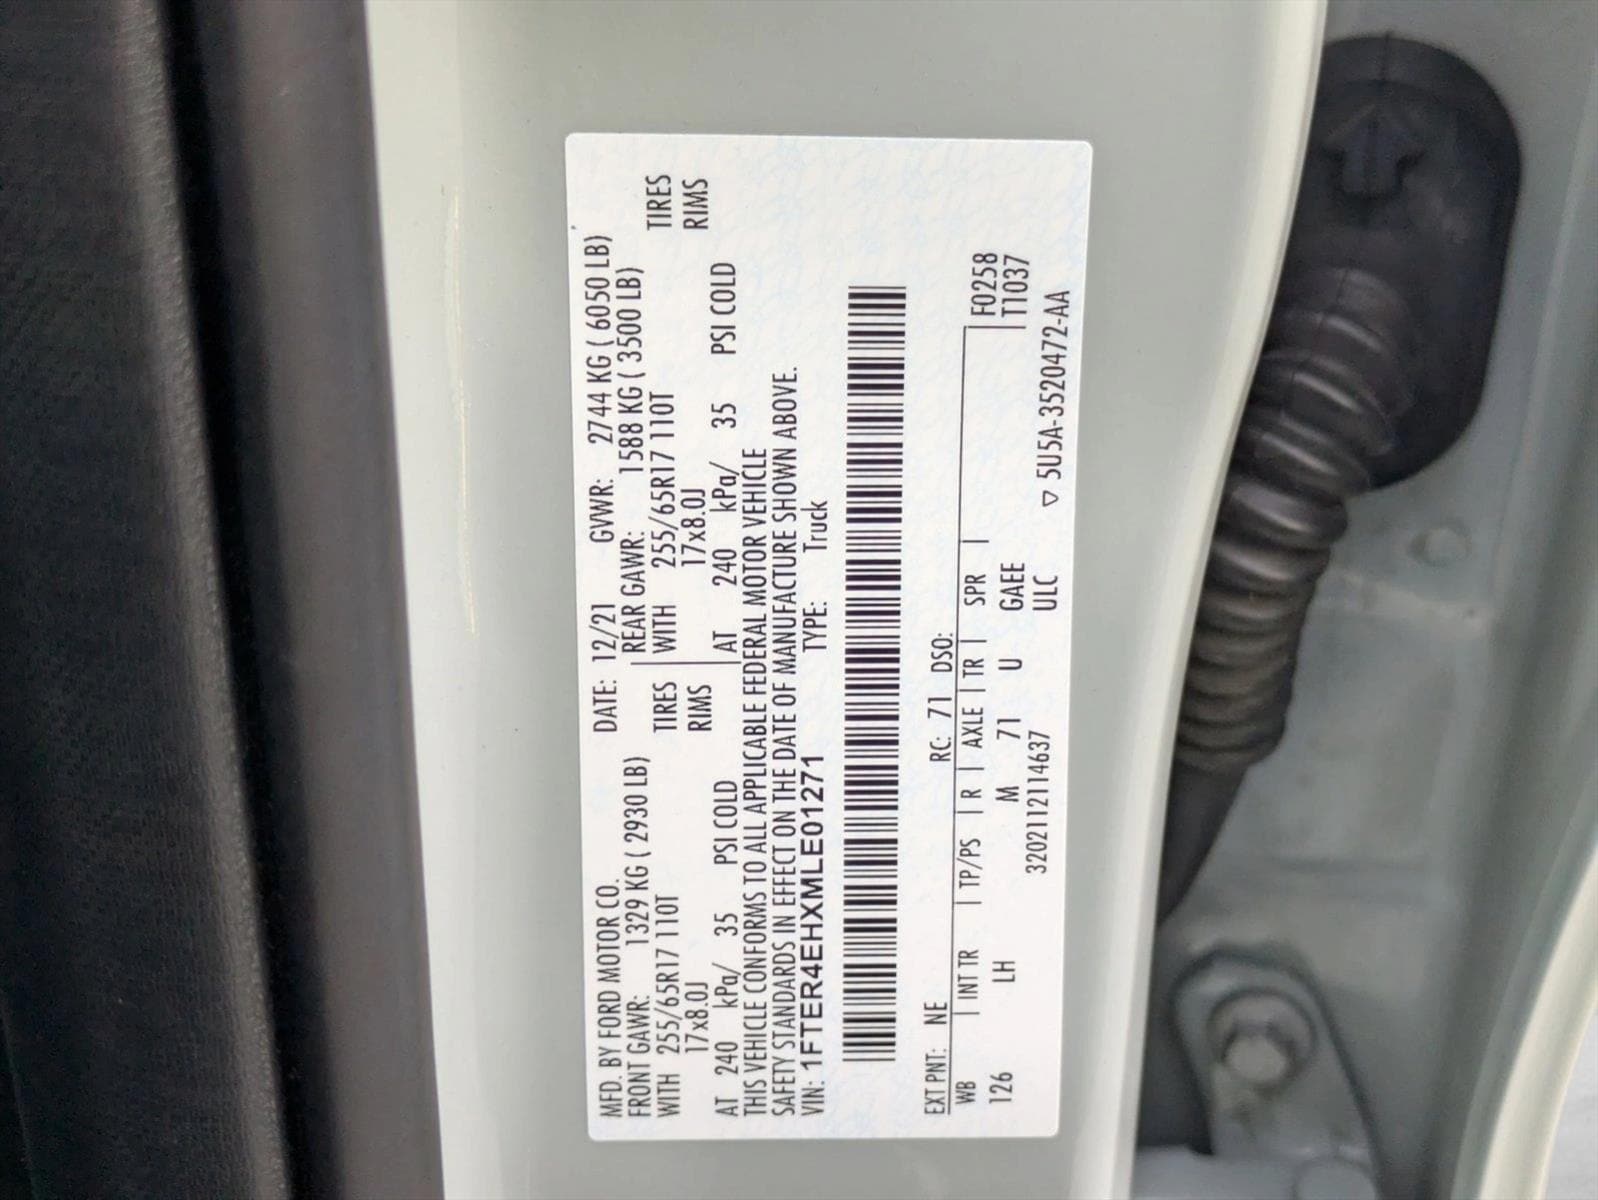 MFD. BY FORD MOTOR CO. DATE: 12/21 GVWR: 2744 KG ( 6050 LB)
FRONT GAWR: 1329 KG ( 2930 LB) REAR GAWR: 1588 KG ( 3500 LB)
WITH 255/65R17 110T TIRES WITH 255/65R17 110T TIRES
17x8.0J RIMS 17x8.0J RIMS
AT 240 kPa/ 35 PSI COLD AT 240 kPa/ 35 PSI COLD
THIS VEHICLE CONFORMS TO ALL APPLICABLE FEDERAL MOTOR VEHICLE
SAFETY STANDARDS IN EFFECT ON THE DATE OF MANUFACTURE SHOWN ABOVE.
VIN: 1FTER4EHXMLE01271 TYPE: Truck
EXT PNT: NE RC: 71 DSO:
WB | INT TR | TP/PS | R | AXLE | TR | SPR | F0258
126 LH M 71 U GAEE T1037
320211211463​7 ULC
▽ 5U5A-3520472-AA